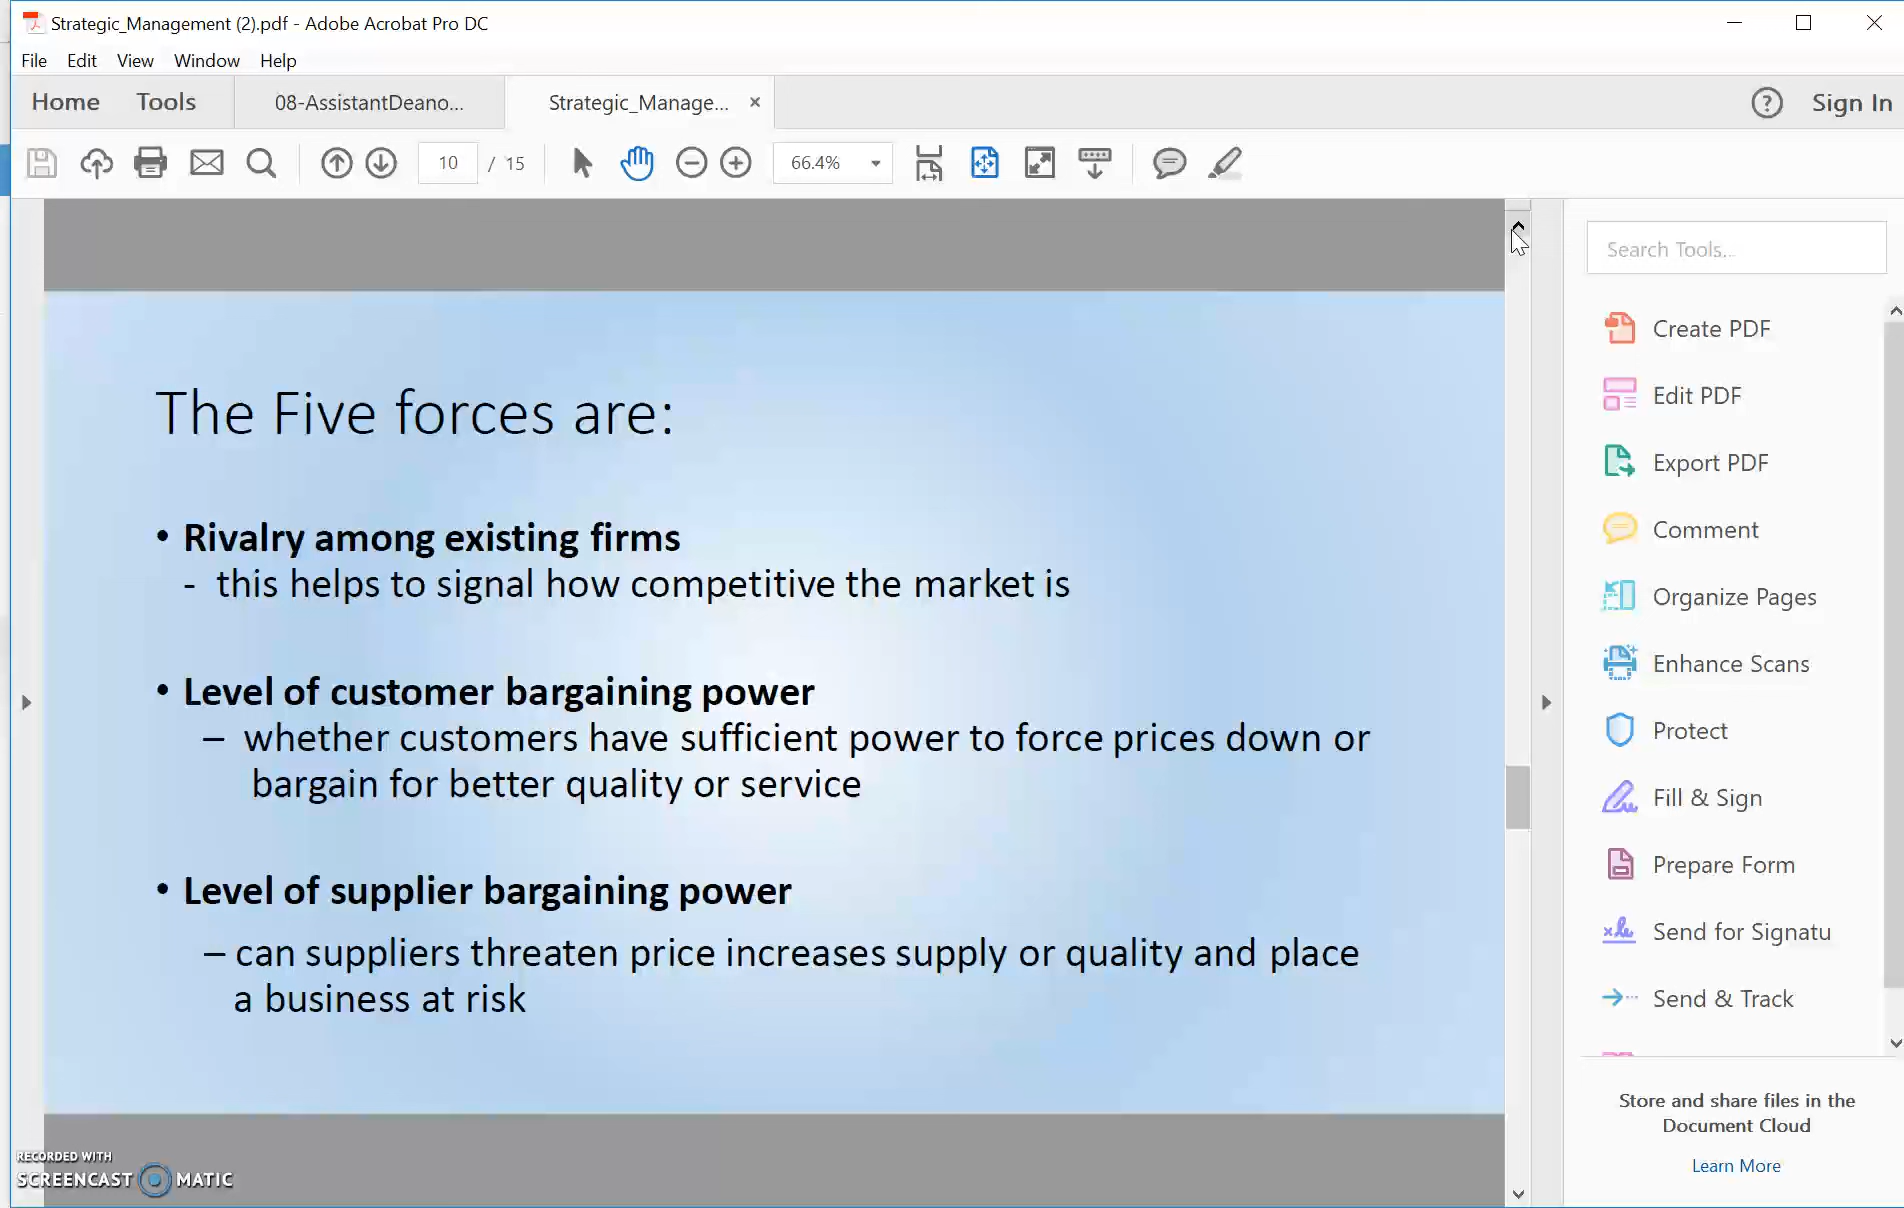 Strategic_Management (2).pdf - Adobe Acrobat Pro DC
File Edit View Window Help
Home Tools 08-AssistantDeano... Strategic_Manage... × ? Sign In
10 / 15 66.4%
Search Tools...
The Five forces are:
• Rivalry among existing firms
- this helps to signal how competitive the market is
• Level of customer bargaining power
– whether customers have sufficient power to force prices down or
bargain for better quality or service
• Level of supplier bargaining power
– can suppliers threaten price increases supply or quality and place
a business at risk
Create PDF
Edit PDF
Export PDF
Comment
Organize Pages
Enhance Scans
Protect
Fill & Sign
Prepare Form
Send for Signatu
Send & Track
Store and share files in the
Document Cloud
Learn More
RECORDED WITH
SCREENCAST MATIC